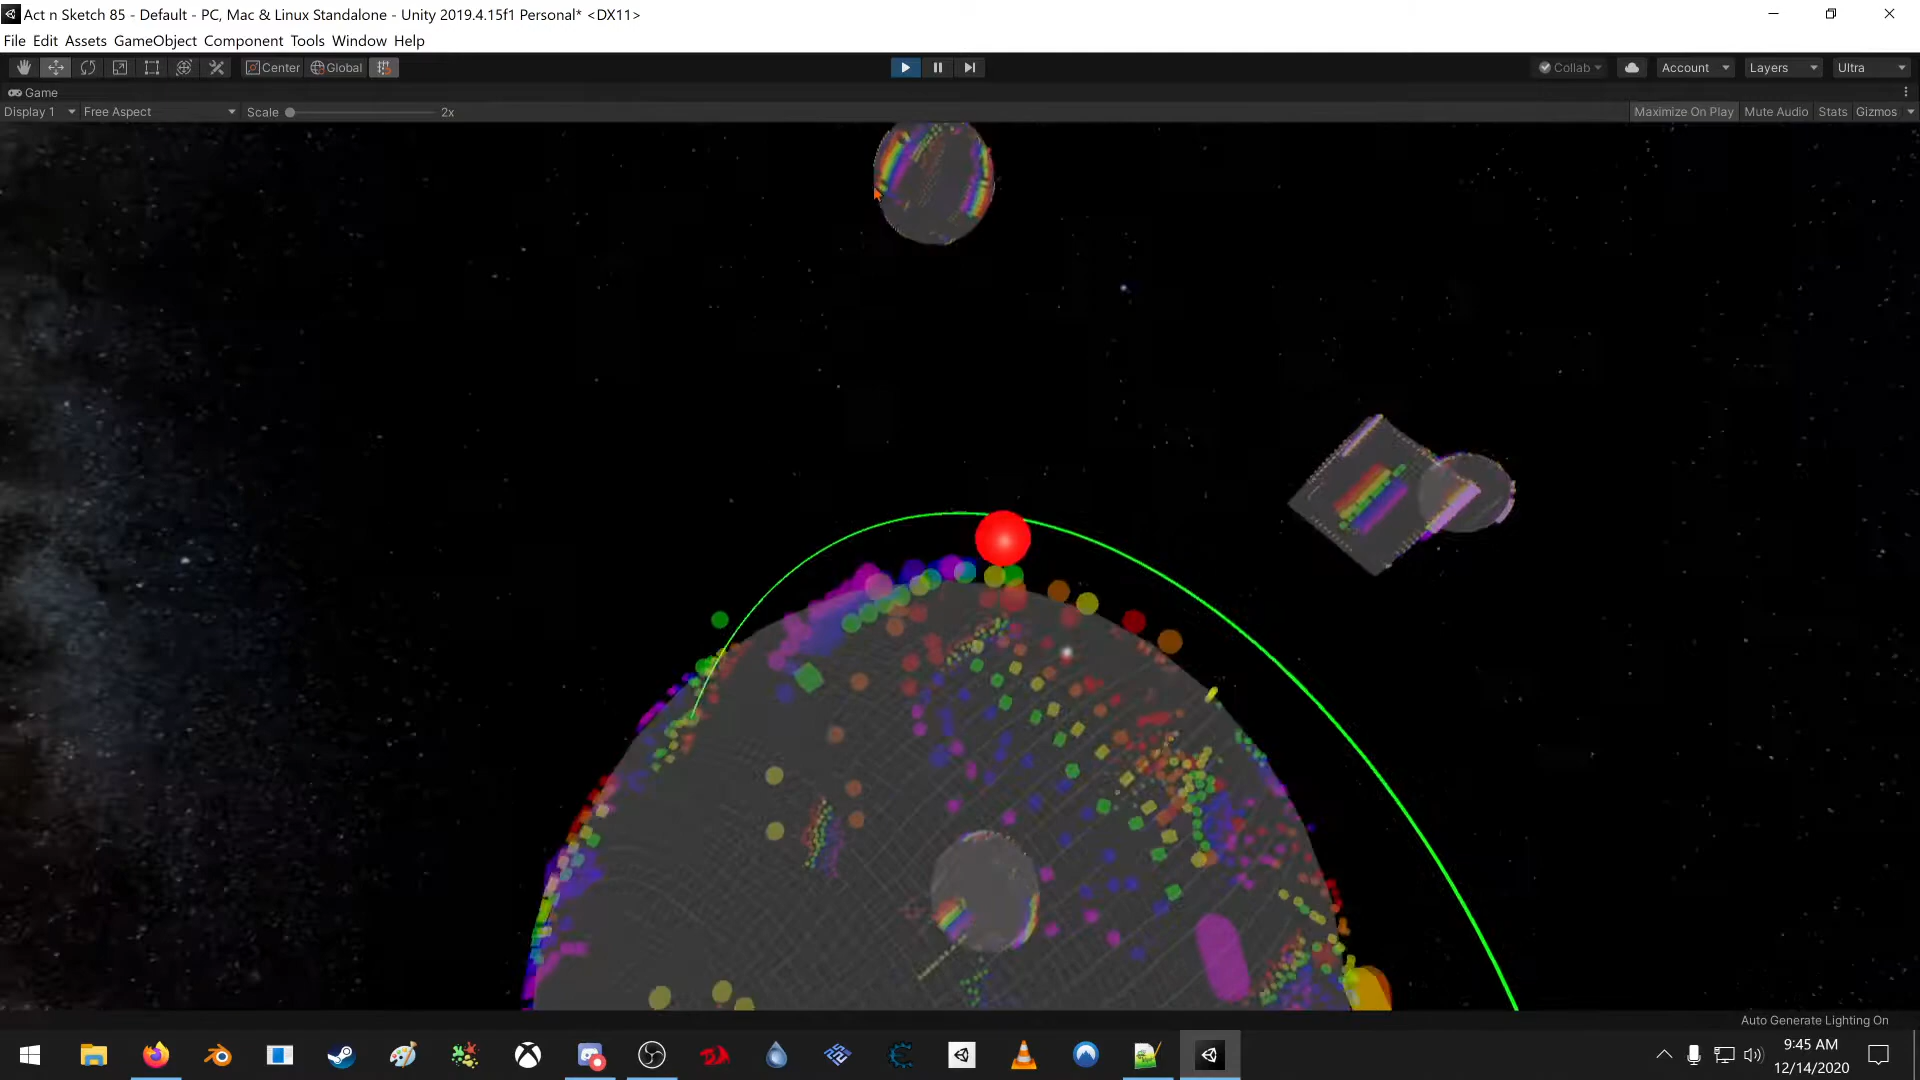 Act n Sketch 85 - Default - PC, Mac & Linux Standalone - Unity 2019.4.15f1 Personal* <DX11>
File Edit Assets GameObject Component Tools Window Help
Center Global Collab Account Layers Ultra
Game
Display 1 Free Aspect Scale 2x Maximize On Play Mute Audio Stats Gizmos
Auto Generate Lighting On
9:45 AM
12/14/2020